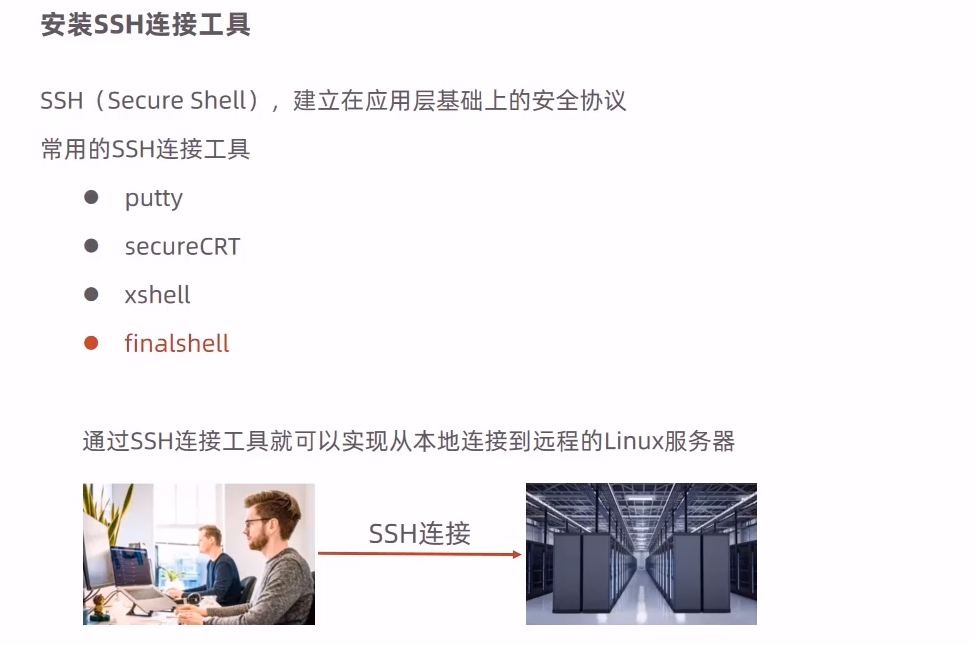 安装SSH连接工具
SSH（Secure Shell），建立在应用层基础上的安全协议
常用的SSH连接工具
● putty
● secureCRT
● xshell
● finalshell
通过SSH连接工具就可以实现从本地连接到远程的Linux服务器
SSH连接